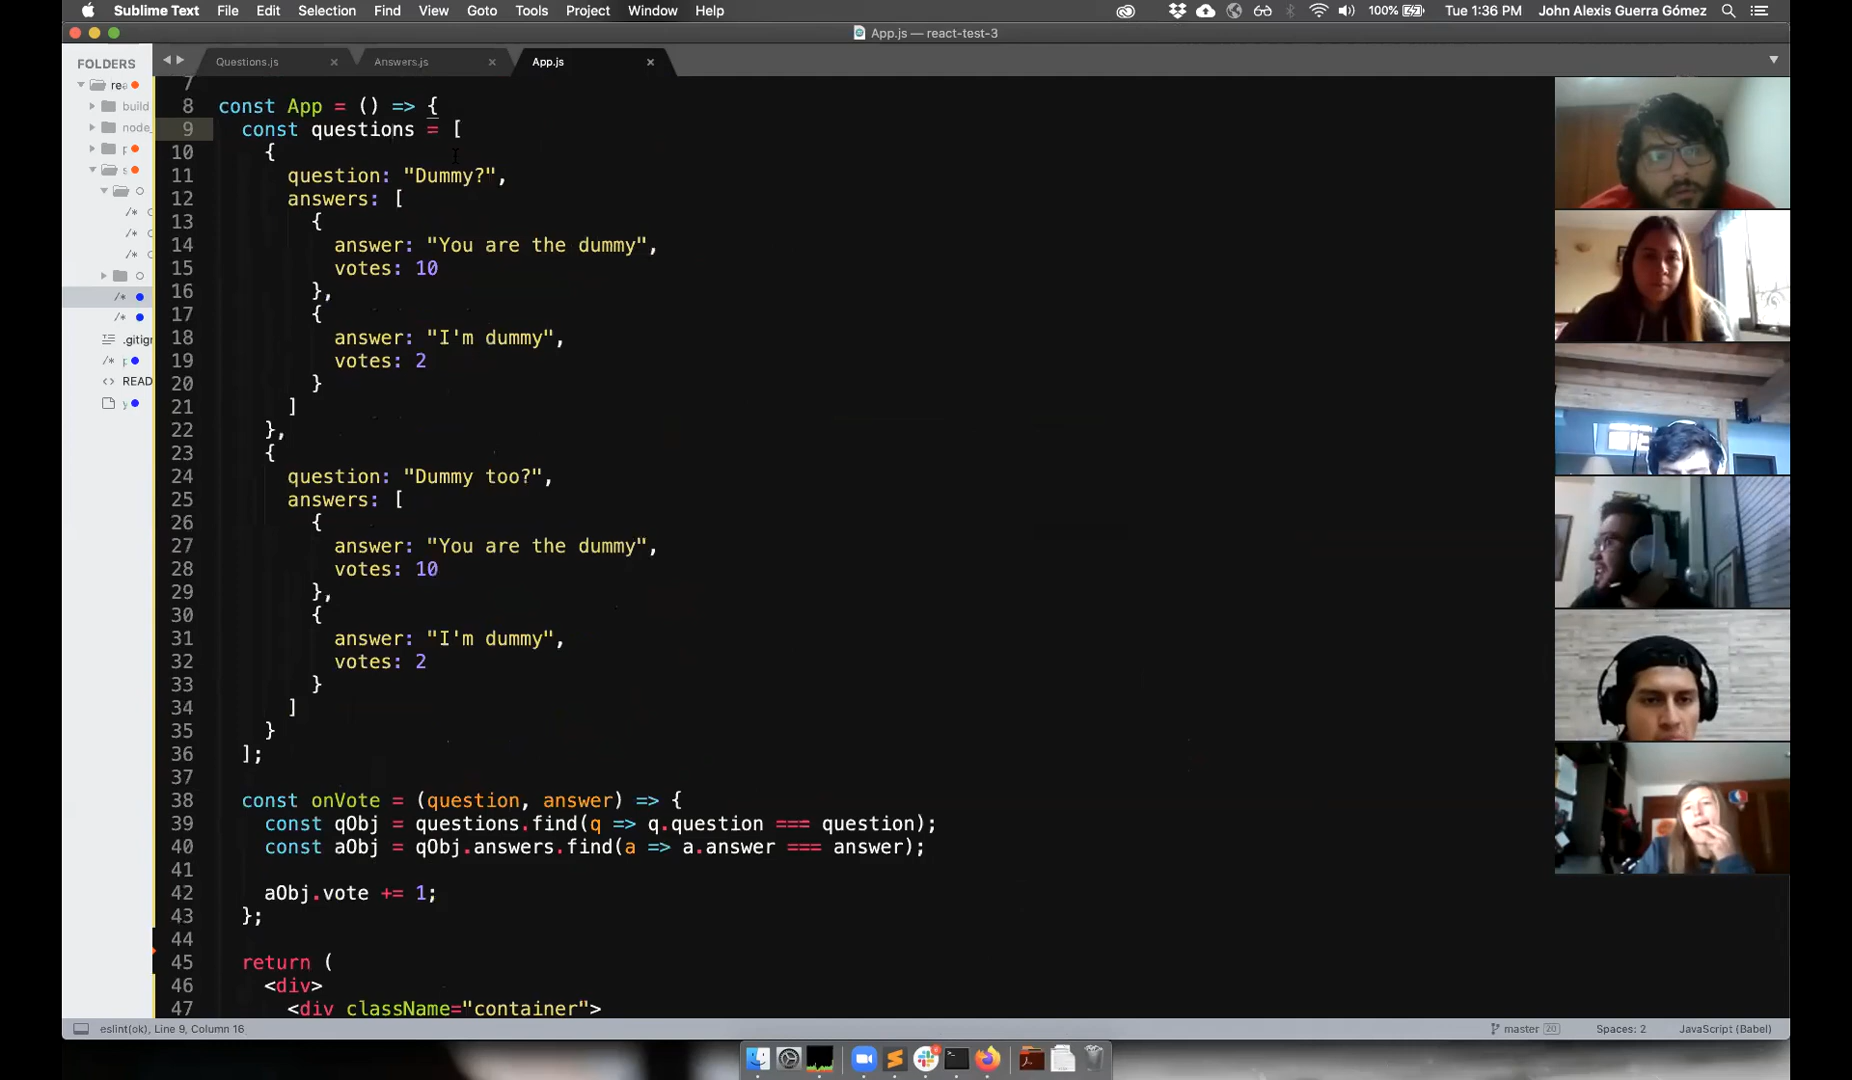 Sublime Text File Edit Selection Find View Goto Tools Project Window Help 100% Tue 1:36 PM John Alexis Guerra Gómez
App.js — react-test-3
FOLDERS
Questions.js
Answers.js
App.js
rea
build
node_
p
s
/*
/*
/*
/*
/*
.gitign
/* p
<> READ
y
7
8 const App = () => {
9 const questions = [
10 {
11 question: "Dummy?",
12 answers: [
13 {
14 answer: "You are the dummy",
15 votes: 10
16 },
17 {
18 answer: "I'm dummy",
19 votes: 2
20 }
21 ]
22 },
23 {
24 question: "Dummy too?",
25 answers: [
26 {
27 answer: "You are the dummy",
28 votes: 10
29 },
30 {
31 answer: "I'm dummy",
32 votes: 2
33 }
34 ]
35 }
36 ];
37
38 const onVote = (question, answer) => {
39 const qObj = questions.find(q => q.question === question);
40 const aObj = qObj.answers.find(a => a.answer === answer);
41
42 aObj.vote += 1;
43 };
44
45 return (
46 <div>
47 <div className="container">
eslint(ok), Line 9, Column 16 master 20 Spaces: 2 JavaScript (Babel)